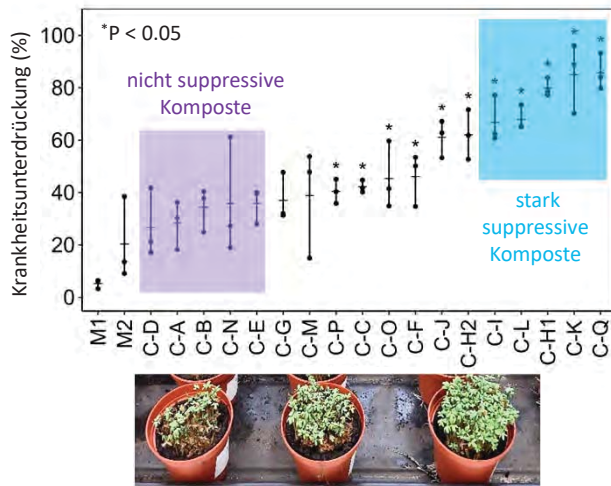 Krankheitsunterdrückung (%)
100
80
60
40
20
0
*P < 0.05
nicht suppressive
Komposte
stark
suppressive
Komposte
* * * * * * * * * * *
M1 M2 C-D C-A C-B C-N C-E C-G C-M C-P C-C C-O C-F C-J C-H2 C-I C-L C-H1 C-K C-Q